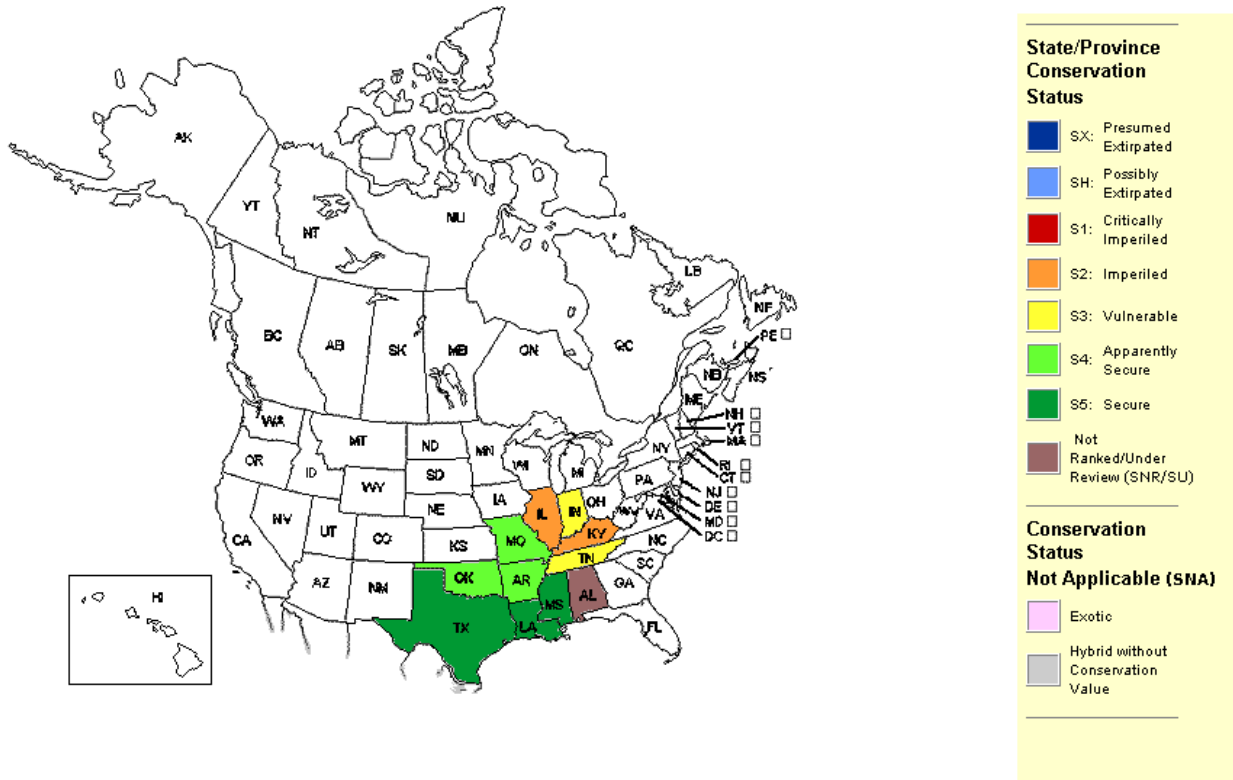 AK
YT
NT
NU
LB
NF
PE
BC
AB
SK
MB
ON
QC
NB
NS
ME
WA
MT
ND
MN
NH
VT
MA
OR
ID
SD
WI
MI
NY
WY
IA
PA
RI
CT
NE
IL
IN
OH
NJ
NV
UT
CO
WV
VA
DE
MD
DC
CA
KS
MO
KY
NC
AZ
NM
OK
AR
TN
SC
HI
TX
LA
MS
AL
GA
FL
State/Province
Conservation
Status
SX: Presumed
Extirpated
SH: Possibly
Extirpated
S1: Critically
Imperiled
S2: Imperiled
S3: Vulnerable
S4: Apparently
Secure
S5: Secure
Not
Ranked/Under
Review (SNR/SU)
Conservation
Status
Not Applicable (SNA)
Exotic
Hybrid without
Conservation
Value